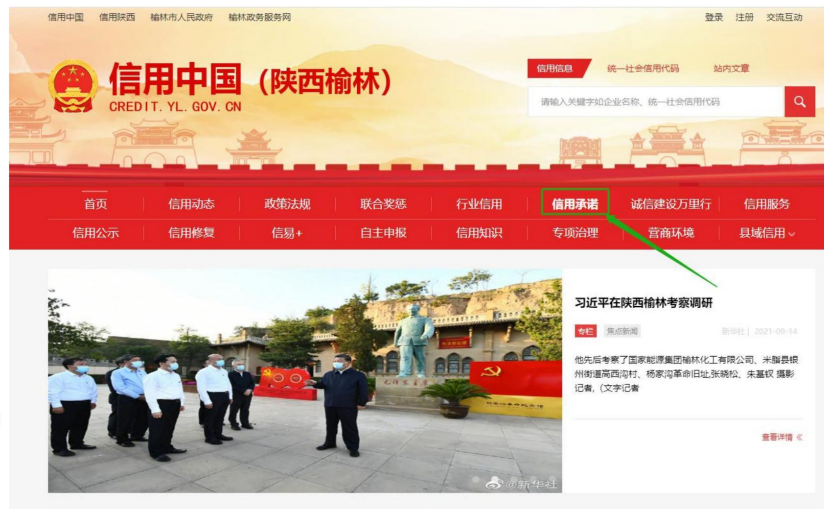 信用中国 信用陕西 榆林市人民政府 榆林政务服务网 登录 注册 交流互动
信用中国（陕西榆林）
CREDIT. YL. GOV. CN
信用信息 统一社会信用代码 站内文章
请输入关键字如企业名称、统一社会信用代码
首页 信用动态 政策法规 联合奖惩 行业信用 信用承诺 诚信建设万里行 信用服务
信用公示 信用修复 信易+ 自主申报 信用知识 专项治理 营商环境 县域信用
习近平在陕西榆林考察调研
专栏 焦点新闻 新华社 | 2021-09-14
他先后考察了国家能源集团榆林化工有限公司、米脂县银
州街道高西沟村、杨家沟革命旧址,张晓松、朱基钗 摄影
记者,（文字记者
查看详情 《
@新华社